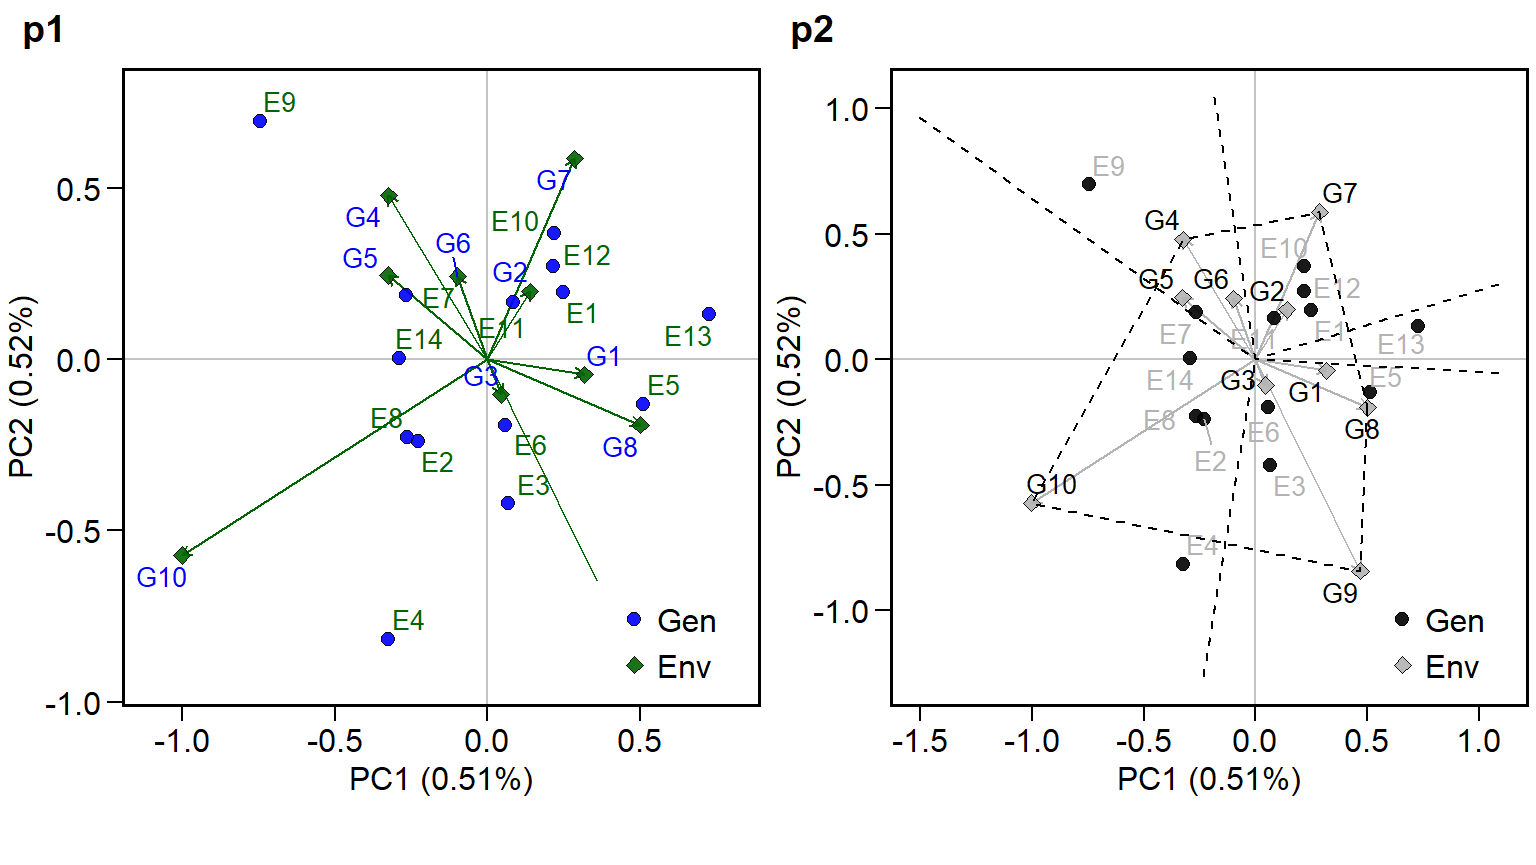 p1
E9
G7
G4
E10
G6
G5
E12
G2
E7
E1
E11
E14
E13
G1
G3
E5
E8
G8
E6
E2
E3
G10
E4
Gen
Env
0.5
0.0
-0.5
-1.0
-1.0 -0.5 0.0 0.5
PC1 (0.51%)
PC2 (0.52%)
p2
E9
G7
G4
E10
G5 G6
G2 E12
E7
E11 E1
E13
E14
G3
E5
G1
E8
G8
E6
E2
G10
E3
E4
G9
Gen
Env
1.0
0.5
0.0
-0.5
-1.0
-1.5 -1.0 -0.5 0.0 0.5 1.0
PC1 (0.51%)
PC2 (0.52%)